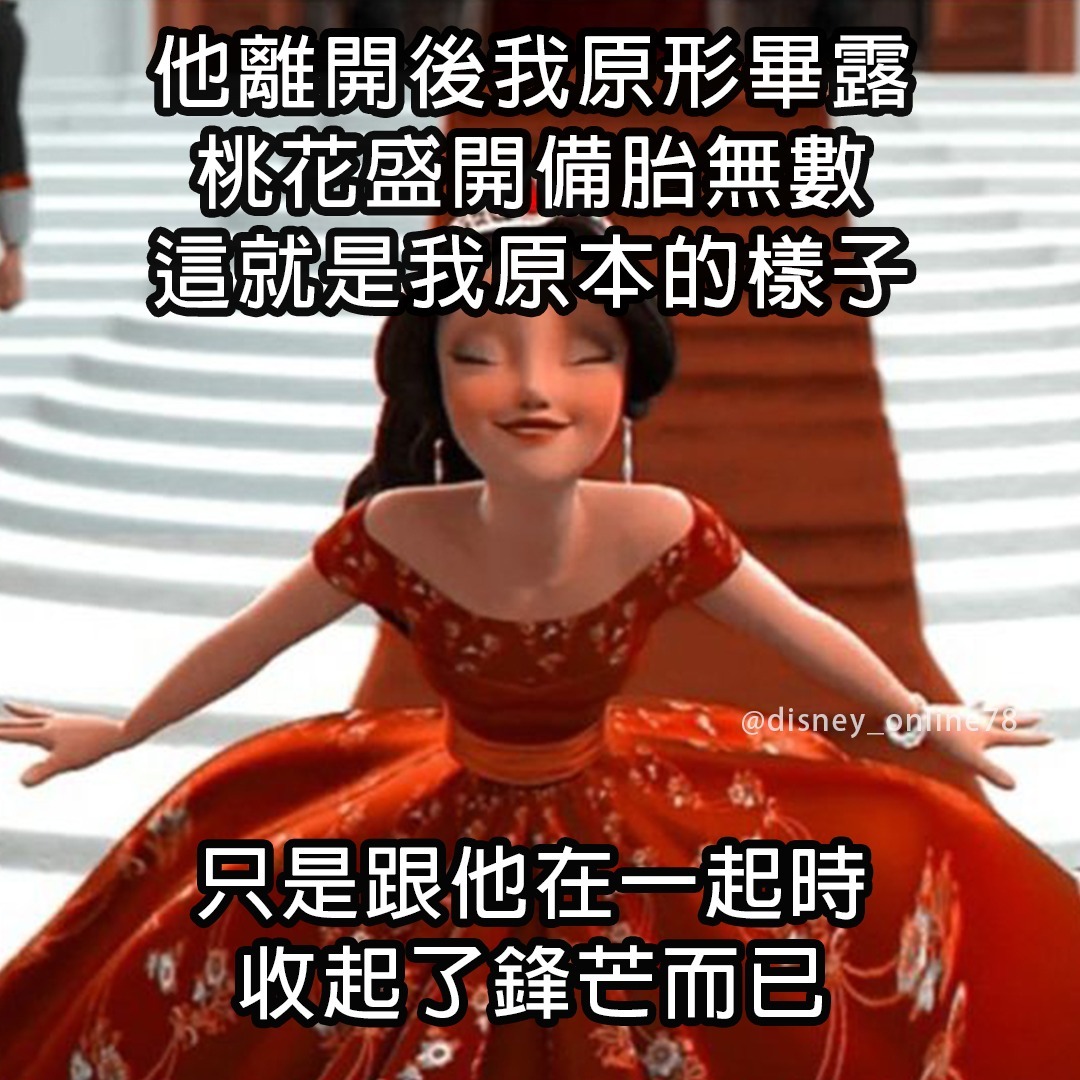 他離開後我原形畢露
桃花盛開備胎無數
這就是我原本的樣子
@disney_online78
只是跟他在一起時
收起了鋒芒而已